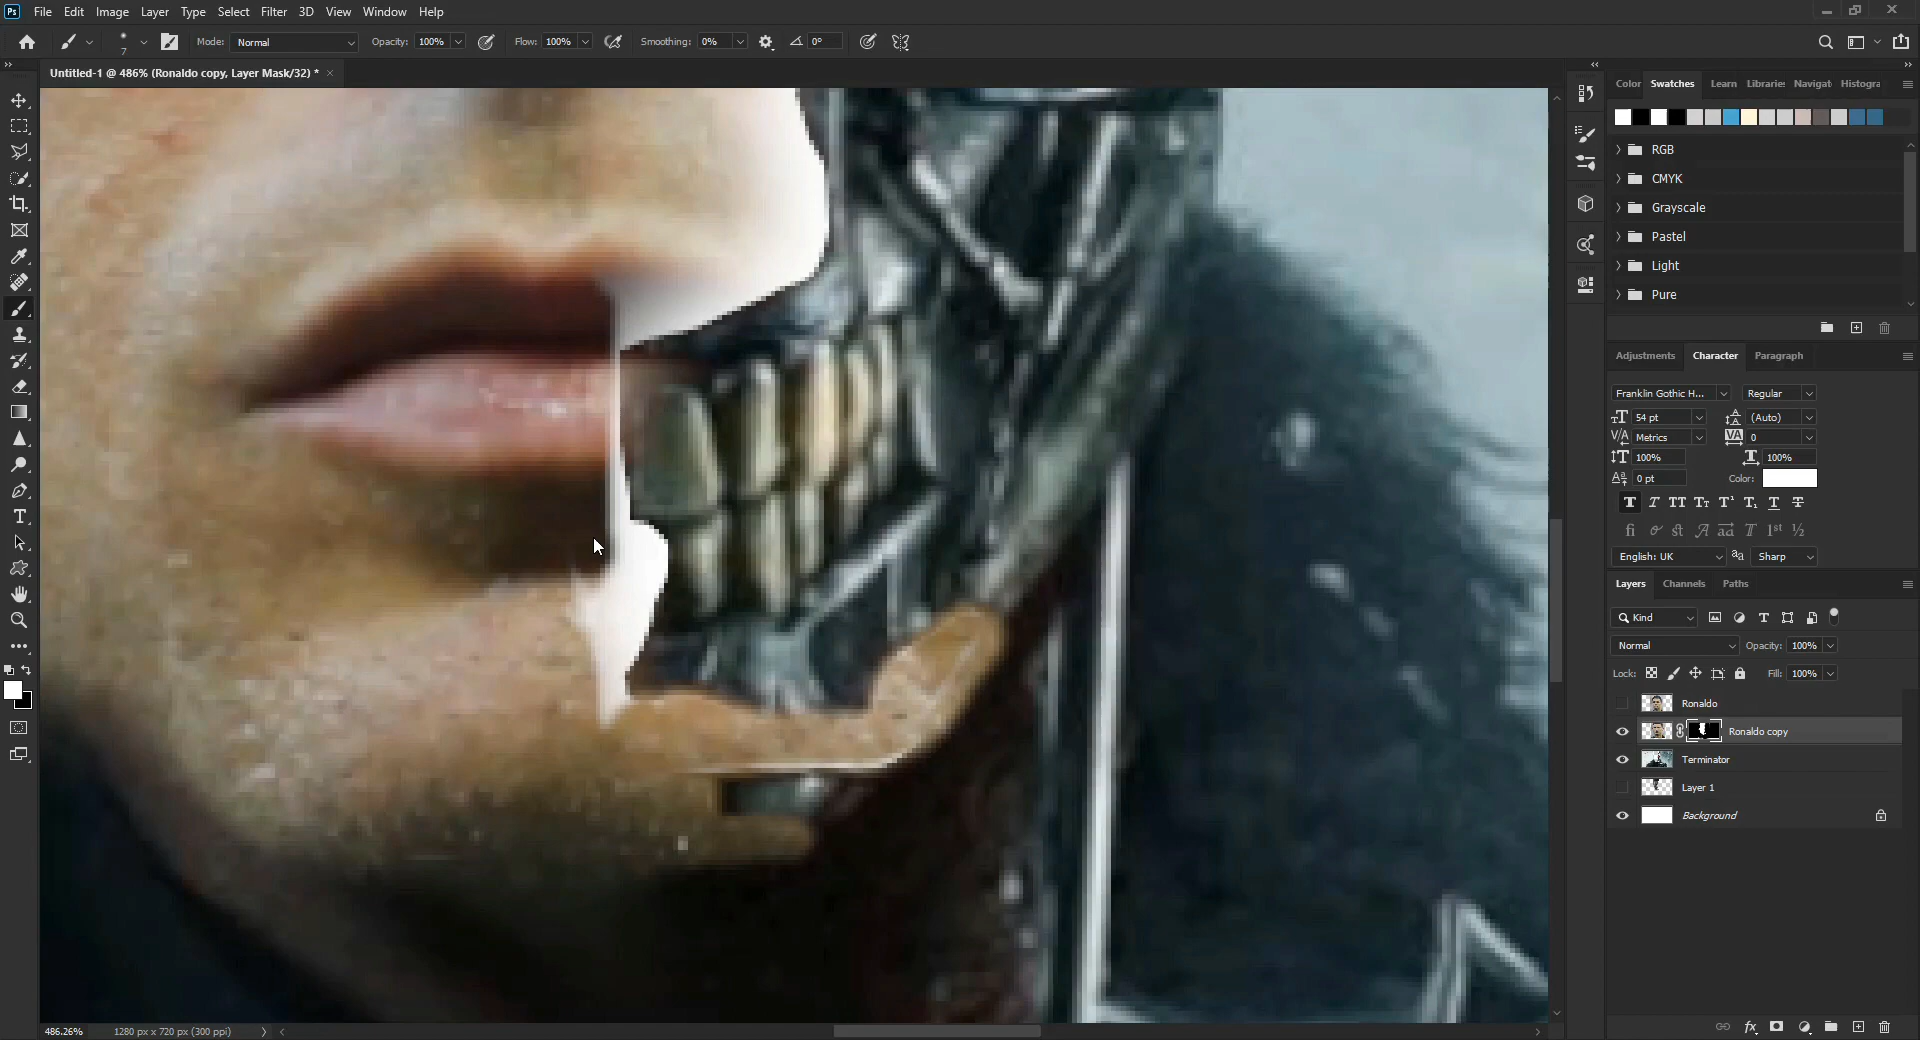 Ps File Edit Image Layer Type Select Filter 3D View Window Help
7 Mode: Normal Opacity: 100% Flow: 100% Smoothing: 0% 0°
Untitled-1 @ 486% (Ronaldo copy, Layer Mask/32) *
Color Swatches Learn Libraries Navigat Histogra
RGB
CMYK
Grayscale
Pastel
Light
Pure
Adjustments Character Paragraph
Franklin Gothic H... Regular
54 pt (Auto)
Metrics 0
100% 100%
0 pt Color:
English: UK Sharp
Layers Channels Paths
Kind
Normal Opacity: 100%
Lock: Fill: 100%
Ronaldo
Ronaldo copy
Terminator
Layer 1
Background
486.26% 1280 px x 720 px (300 ppi)